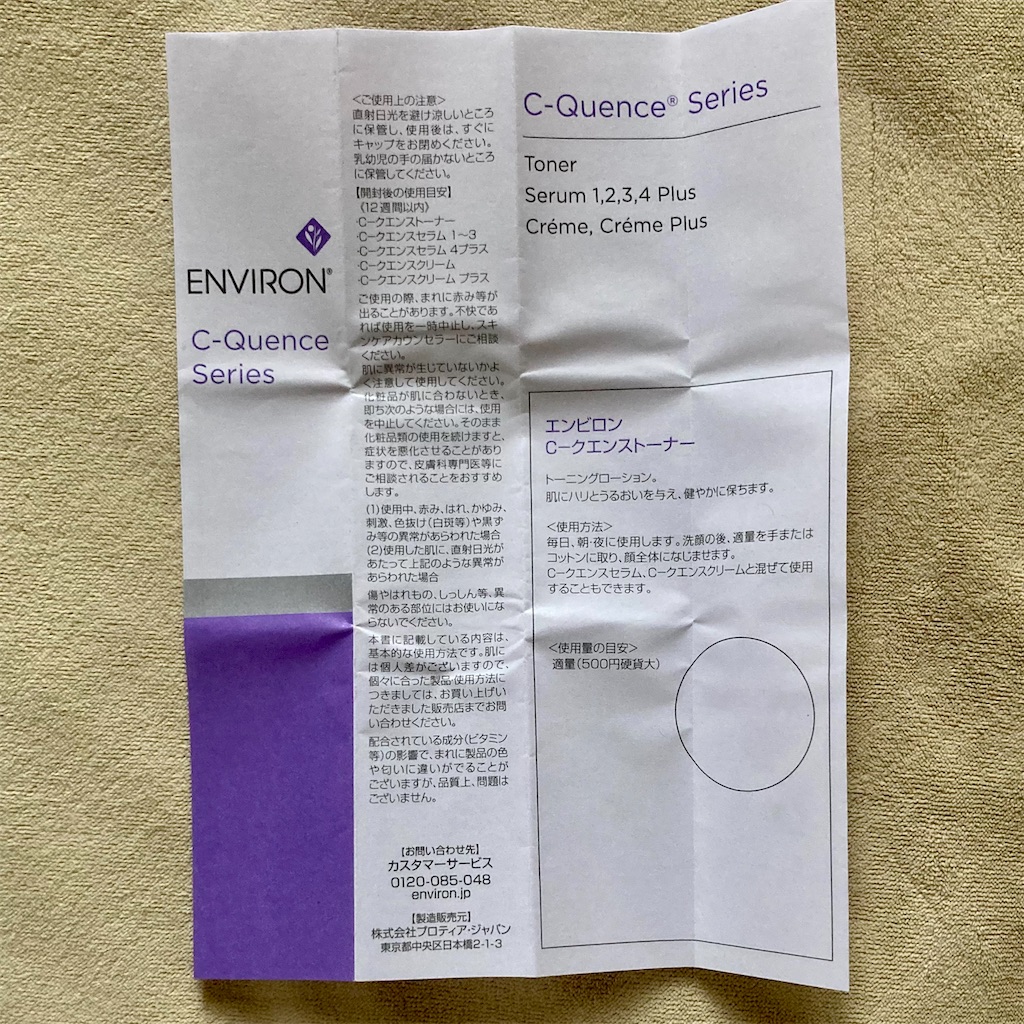 ENVIRON®
C-Quence
Series
<ご使用上の注意>
直射日光を避け涼しいところ
に保管し、使用後は、すぐに
キャップをお閉めください。
乳幼児の手の届かないところ
に保管してください。
【開封後の使用目安】
《12週間以内》
・C-クエンストーナー
・C-クエンスセラム 1〜3
・C-クエンスセラム 4プラス
・C-クエンスクリーム
・C-クエンスクリーム プラス
ご使用の際、まれに赤み等が
出ることがあります。不快であ
れば使用を一時中止し、スキ
ンケアカウンセラーにご相談
ください。
肌に異常が生じていないかよ
く注意して使用してください。
化粧品が肌に合わないとき、
即ち次のような場合には、使用
を中止してください。そのまま
化粧品類の使用を続けますと、
症状を悪化させることがあり
ますので、皮膚科専門医等に
ご相談されることをおすすめ
します。
(1)使用中、赤み、はれ、かゆみ、
刺激、色抜け(白斑等)や黒ず
み等の異常があらわれた場合
(2)使用した肌に、直射日光が
あたって上記のような異常が
あらわれた場合
傷やはれもの、しっしん等、異
常のある部位にはお使いにな
らないでください。
本書に記載している内容は、
基本的な使用方法です。肌に
は個人差がございますので、
個々に合った製品・使用方法に
つきましては、お買い上げい
ただきました販売店までお問
い合わせください。
配合されている成分(ビタミン
等)の影響で、まれに製品の色
や匂いに違いがでることが
ございますが、品質上、問題は
ございません。
【お問い合わせ先】
カスタマーサービス
0120-085-048
environ.jp
【製造販売元】
株式会社プロティア・ジャパン
東京都中央区日本橋2-1-3
C-Quence® Series
Toner
Serum 1,2,3,4 Plus
Créme, Créme Plus
エンビロン
C-クエンストーナー
トーニングローション。
肌にハリとうるおいを与え、健やかに保ちます。
<使用方法>
毎日、朝・夜に使用します。洗顔の後、適量を手または
コットンに取り、顔全体になじませます。
C-クエンスセラム、C-クエンスクリームと混ぜて使用
することもできます。
<使用量の目安>
適量(500円硬貨大)